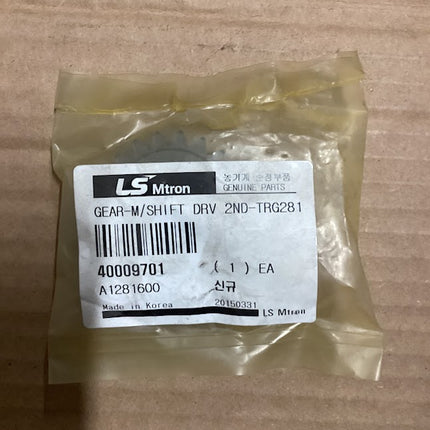 LS Mtron
농기계 순정부품
GENUINE PARTS
GEAR-M/SHIFT DRV 2ND-TRG281
40009701 ( 1 ) EA
A1281600 신규
Made in Korea 20150331
LS Mtron